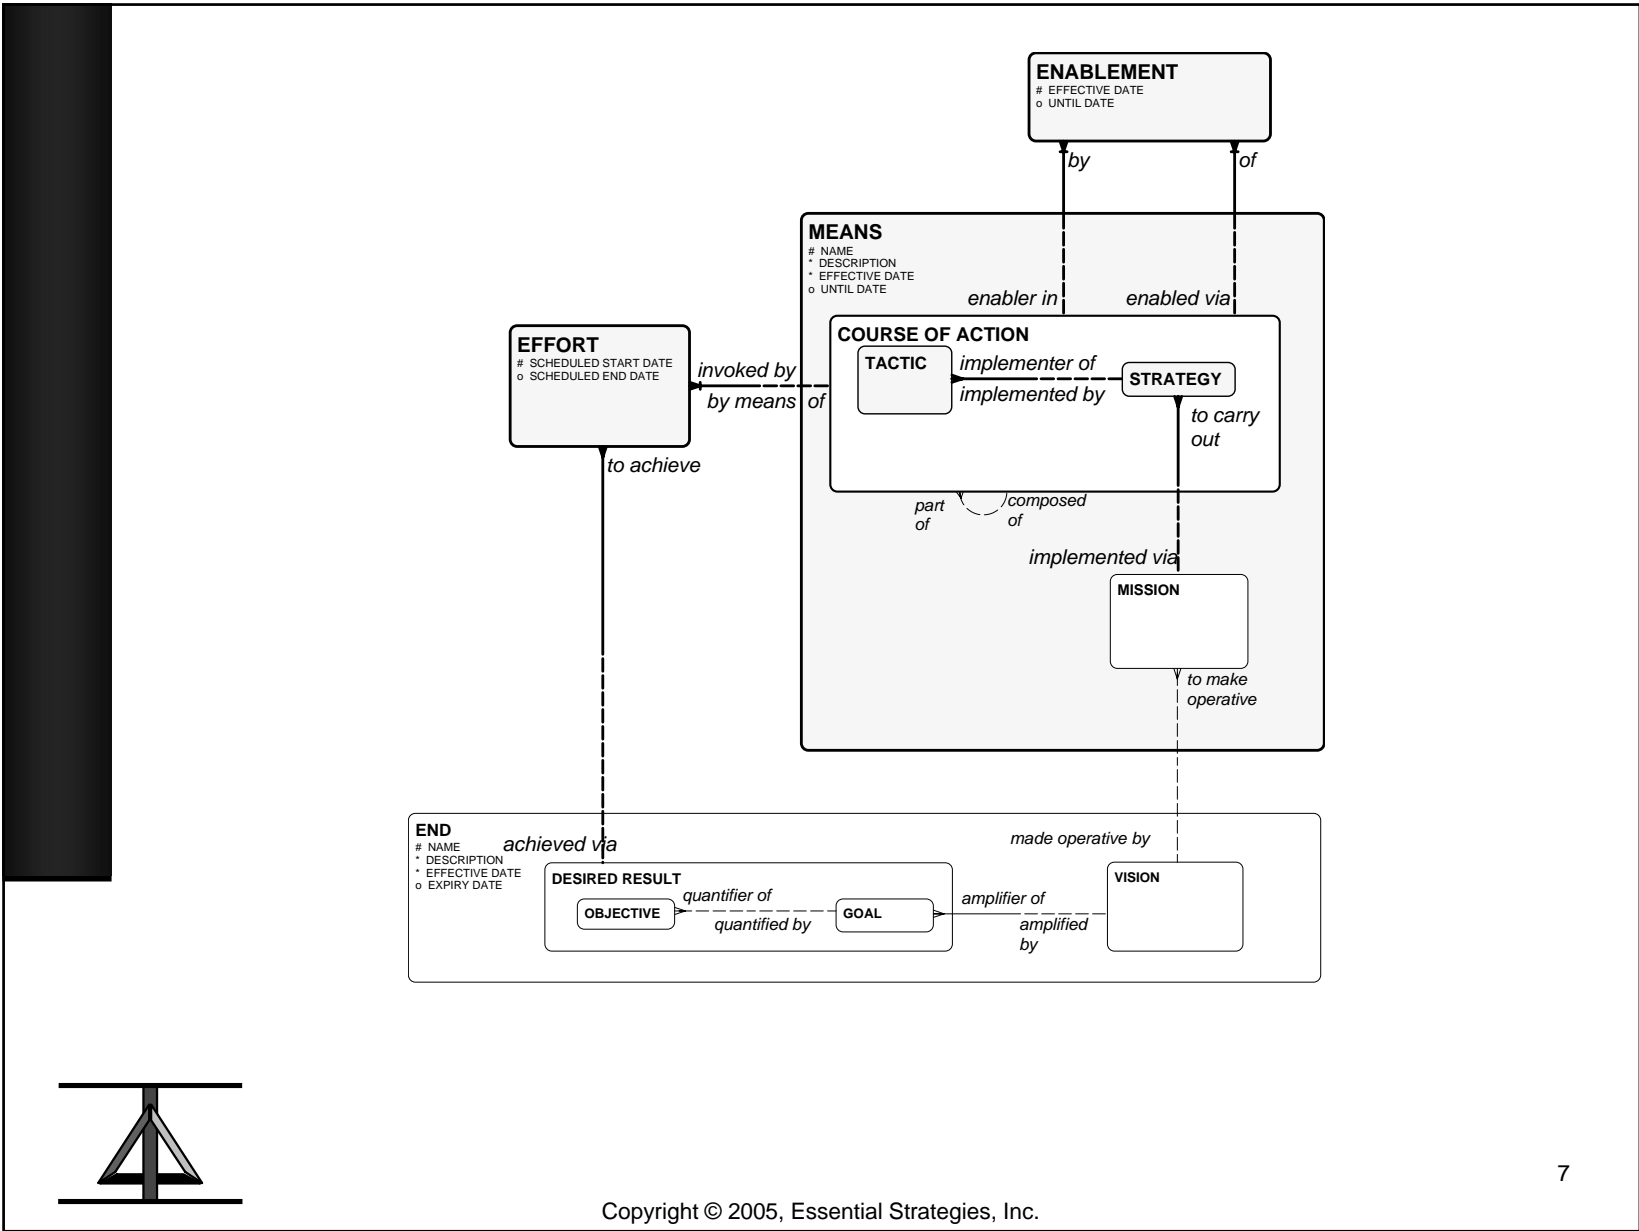 ENABLEMENT
# EFFECTIVE DATE
o UNTIL DATE
by
of
MEANS
# NAME
* DESCRIPTION
* EFFECTIVE DATE
o UNTIL DATE
enabler in
enabled via
EFFORT
# SCHEDULED START DATE
o SCHEDULED END DATE
invoked by
by means of
COURSE OF ACTION
TACTIC
implementer of
implemented by
STRATEGY
to carry
out
to achieve
part
of
composed
of
implemented via
MISSION
to make
operative
END
# NAME
* DESCRIPTION
* EFFECTIVE DATE
o EXPIRY DATE
achieved via
made operative by
DESIRED RESULT
OBJECTIVE
quantifier of
quantified by
GOAL
amplifier of
amplified
by
VISION
7
Copyright © 2005, Essential Strategies, Inc.